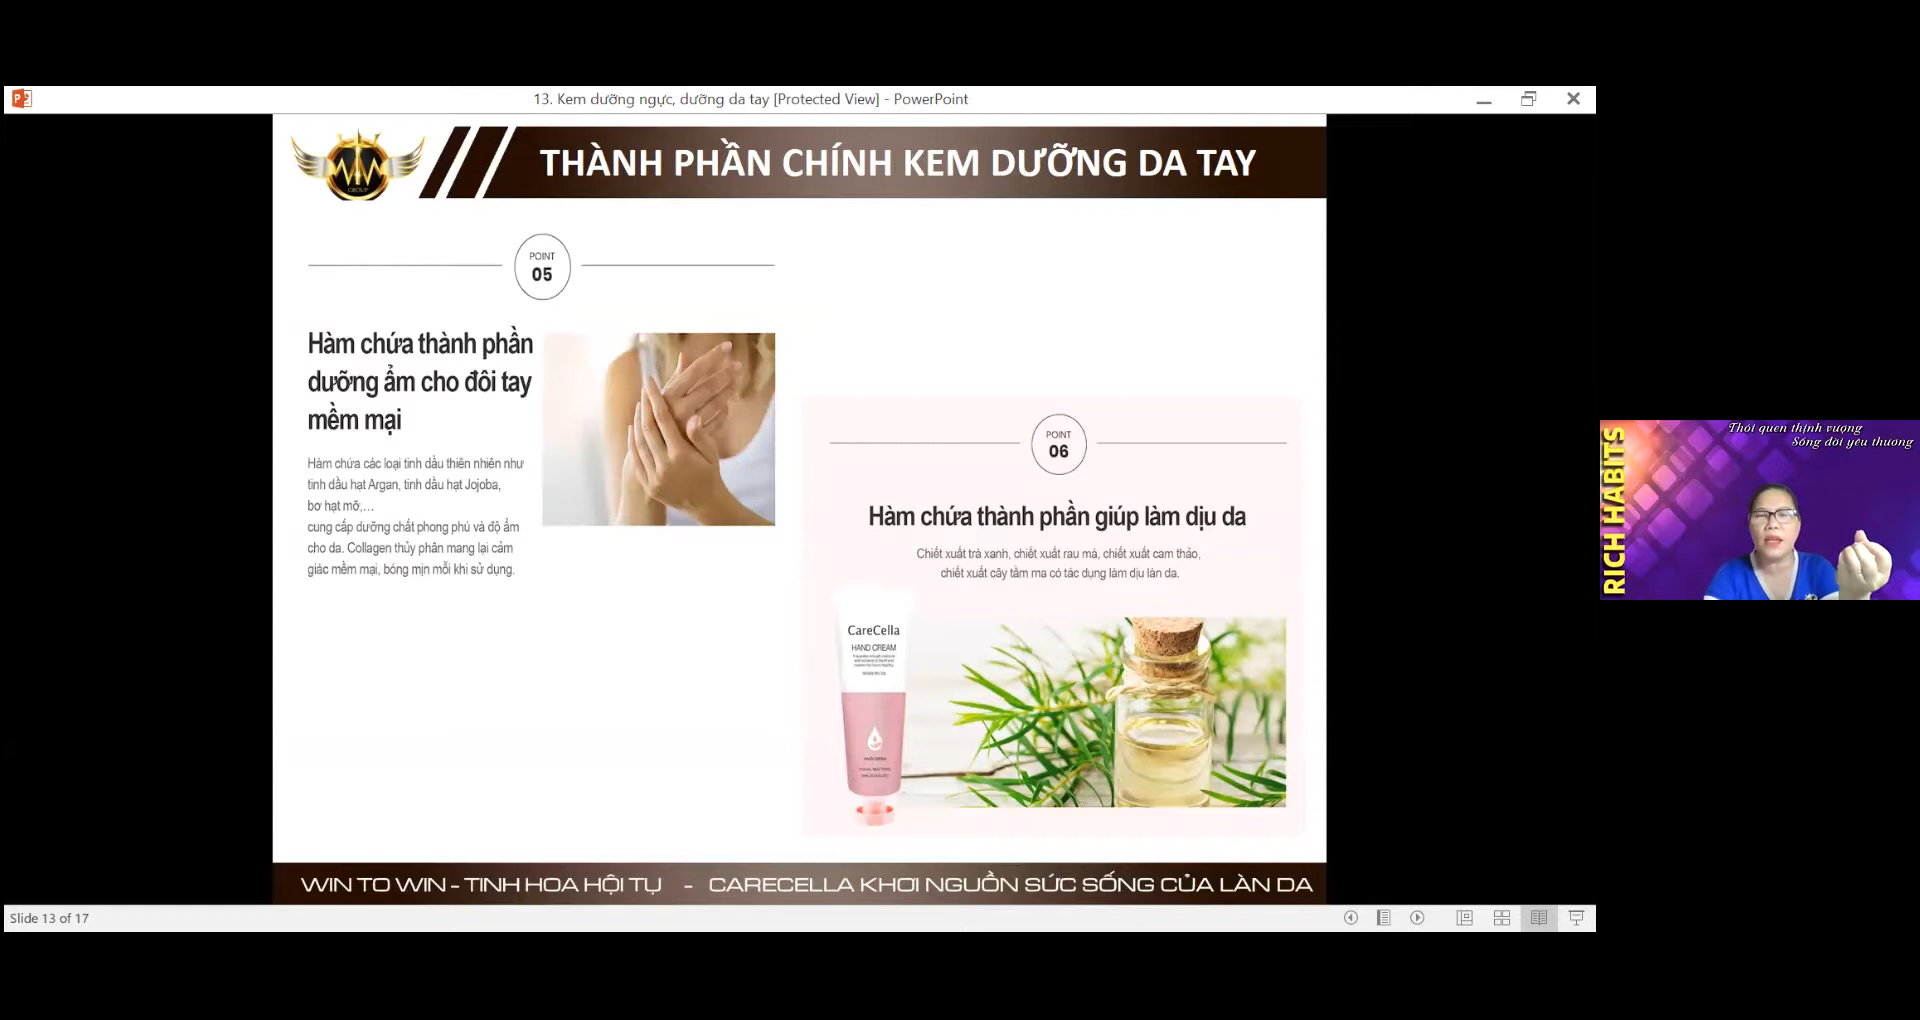 13. Kem dưỡng ngực, dưỡng da tay [Protected View] - PowerPoint
WIN
GROUP
THÀNH PHẦN CHÍNH KEM DƯỠNG DA TAY
POINT
05
Hàm chứa thành phần
dưỡng ẩm cho đôi tay
mềm mại
Hàm chứa các loại tinh dầu thiên nhiên như
tinh dầu hạt Argan, tinh dầu hạt Jojoba,
bơ hạt mỡ,...
cung cấp dưỡng chất phong phú và độ ẩm
cho da. Collagen thủy phân mang lại cảm
giác mềm mại, bóng mịn mỗi khi sử dụng.
POINT
06
Hàm chứa thành phần giúp làm dịu da
Chiết xuất trà xanh, chiết xuất rau má, chiết xuất cam thảo,
chiết xuất cây tầm ma có tác dụng làm dịu làn da.
CareCella
HAND CREAM
WIN TO WIN - TINH HOA HỘI TỤ - CARECELLA KHƠI NGUỒN SỨC SỐNG CỦA LÀN DA
Slide 13 of 17
RICH HABITS
Thói quen thịnh vượng
Sống đời yêu thương